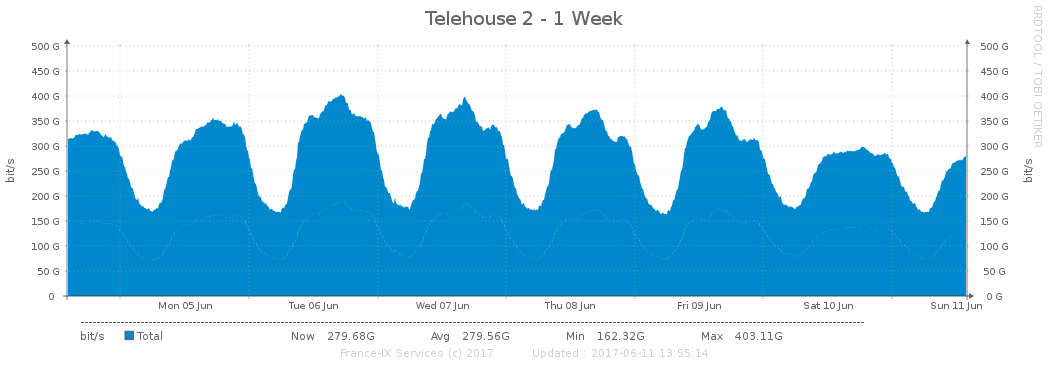 Telehouse 2 - 1 Week
RRDTOOL / TOBI OETIKER
500 G 500 G
450 G 450 G
400 G 400 G
350 G 350 G
300 G 300 G
250 G 250 G
200 G 200 G
150 G 150 G
100 G 100 G
50 G 50 G
0 0 G
bit/s bit/s
Mon 05 Jun Tue 06 Jun Wed 07 Jun Thu 08 Jun Fri 09 Jun Sat 10 Jun Sun 11 Jun
bit/s Total Now 279.68G Avg 279.56G Min 162.32G Max 403.11G
France-IX Services (c) 2017 Updated : 2017-06-11 13:55:14